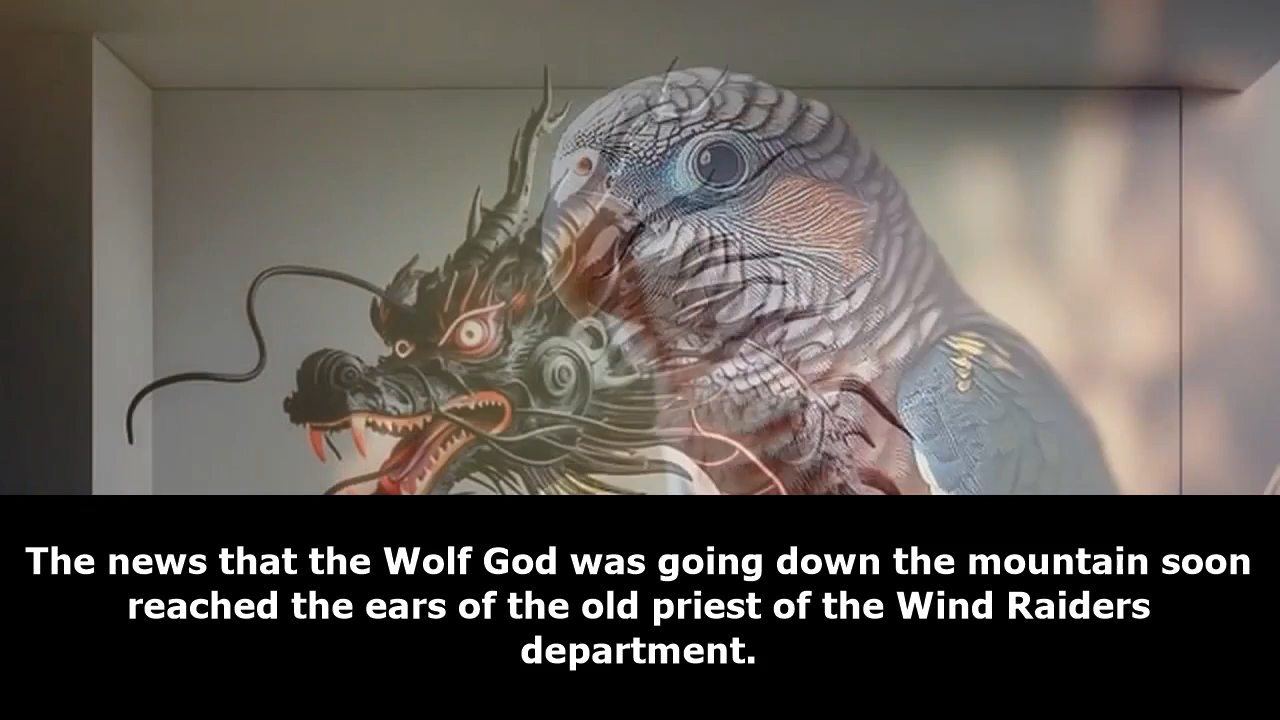 The news that the Wolf God was going down the mountain soon
reached the ears of the old priest of the Wind Raiders
department.